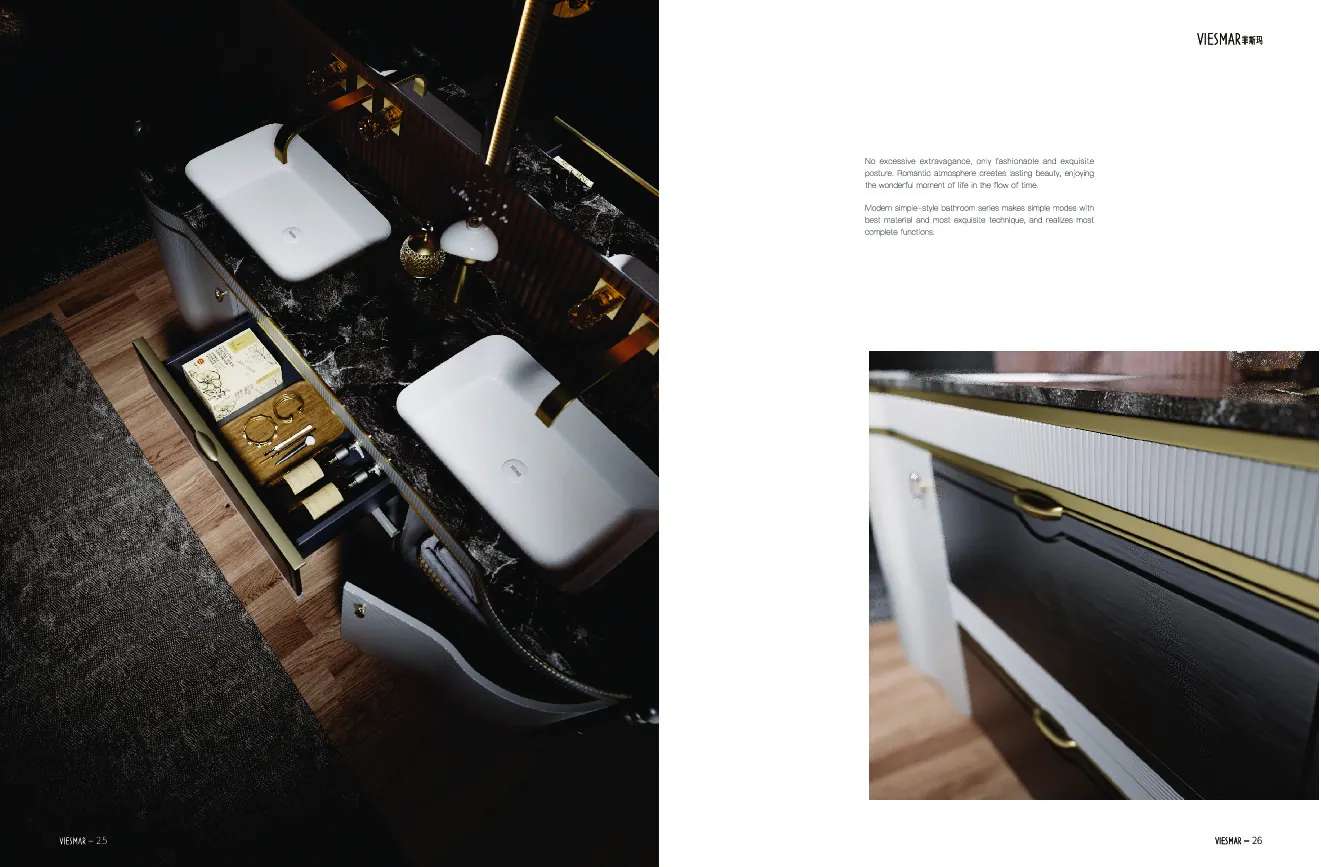 VIESMAR菲斯玛
No excessive extravagance, only fashionable and exquisite
posture. Romantic atmosphere creates lasting beauty, enjoying
the wonderful moment of life in the flow of time.
Modern simple-style bathroom series makes simple modes with
best materiel and most exquisite technique, and realizes most
complete functions.
VIESMAR – 25
VIESMAR – 26